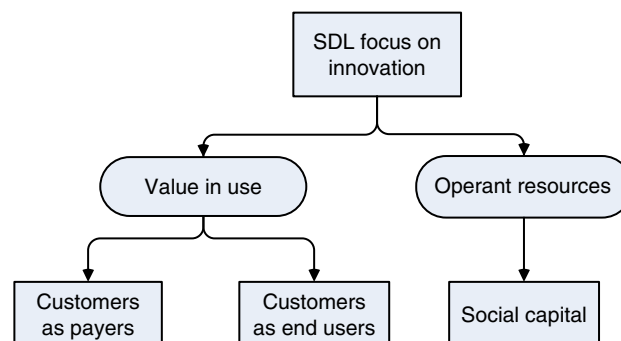 SDL focus on
innovation
Value in use
Operant resources
Customers
as payers
Customers
as end users
Social capital